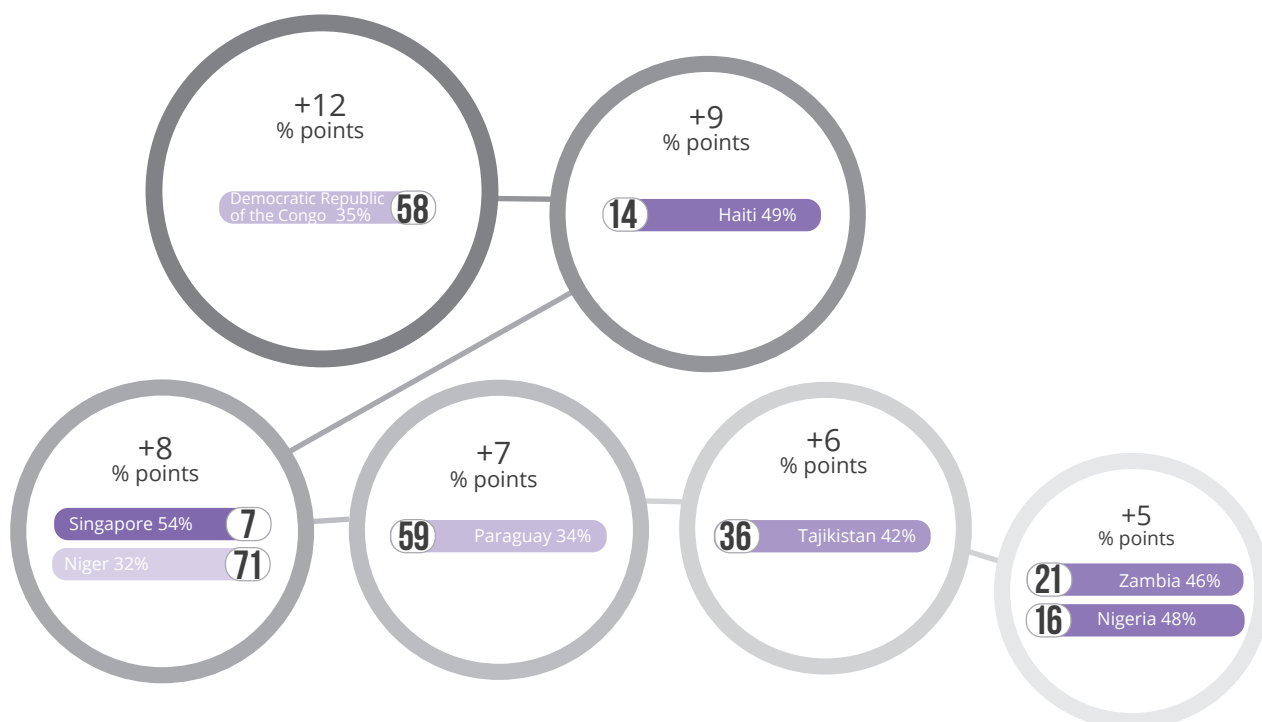 +12
% points
Democratic Republic
of the Congo 35%
58
+9
% points
14
Haiti 49%
+8
% points
Singapore 54%
7
Niger 32%
71
+7
% points
59
Paraguay 34%
+6
% points
36
Tajikistan 42%
+5
% points
21
Zambia 46%
16
Nigeria 48%